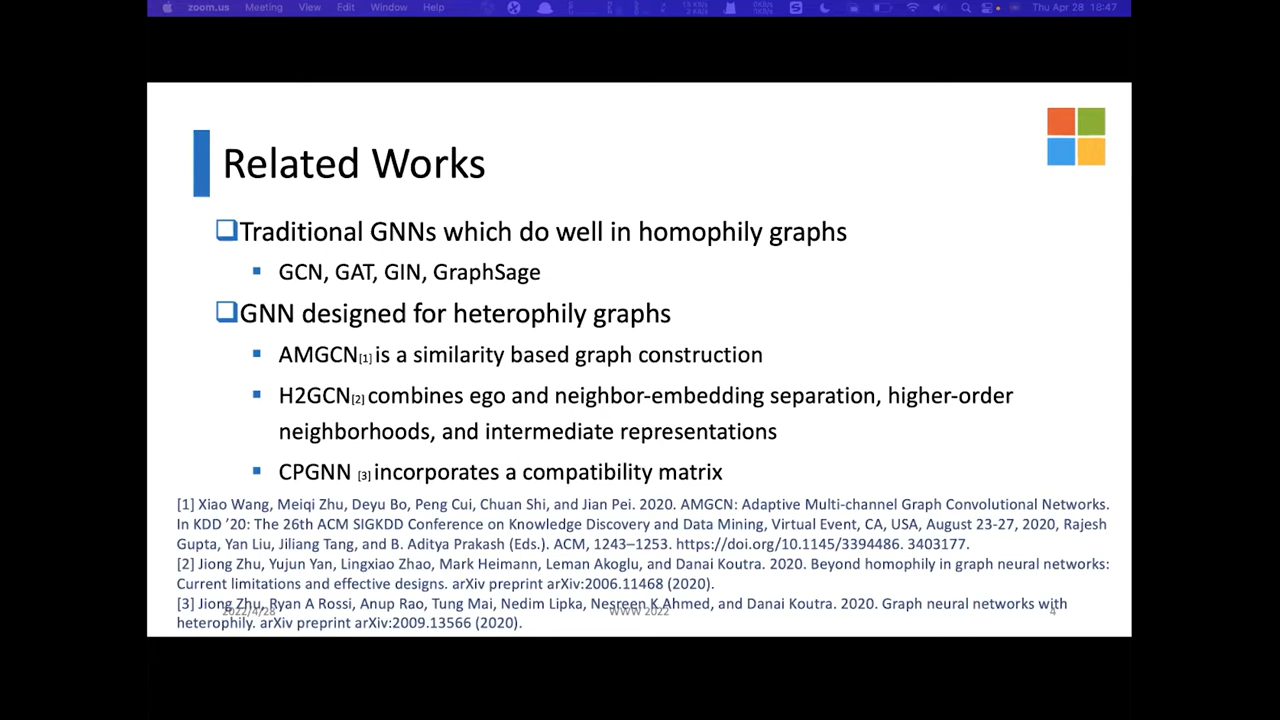 zoom.us Meeting View Edit Window Help Thu Apr 28 18:47
Related Works
Traditional GNNs which do well in homophily graphs
GCN, GAT, GIN, GraphSage
GNN designed for heterophily graphs
AMGCN[1] is a similarity based graph construction
H2GCN[2] combines ego and neighbor-embedding separation, higher-order
neighborhoods, and intermediate representations
CPGNN [3] incorporates a compatibility matrix
[1] Xiao Wang, Meiqi Zhu, Deyu Bo, Peng Cui, Chuan Shi, and Jian Pei. 2020. AMGCN: Adaptive Multi-channel Graph Convolutional Networks.
In KDD ’20: The 26th ACM SIGKDD Conference on Knowledge Discovery and Data Mining, Virtual Event, CA, USA, August 23-27, 2020, Rajesh
Gupta, Yan Liu, Jiliang Tang, and B. Aditya Prakash (Eds.). ACM, 1243–1253. https://doi.org/10.1145/3394486. 3403177.
[2] Jiong Zhu, Yujun Yan, Lingxiao Zhao, Mark Heimann, Leman Akoglu, and Danai Koutra. 2020. Beyond homophily in graph neural networks:
Current limitations and effective designs. arXiv preprint arXiv:2006.11468 (2020).
[3] Jiong Zhu, Ryan A Rossi, Anup Rao, Tung Mai, Nedim Lipka, Nesreen K Ahmed, and Danai Koutra. 2020. Graph neural networks with
heterophily. arXiv preprint arXiv:2009.13566 (2020).
2022/4/28 WWW 2022 4